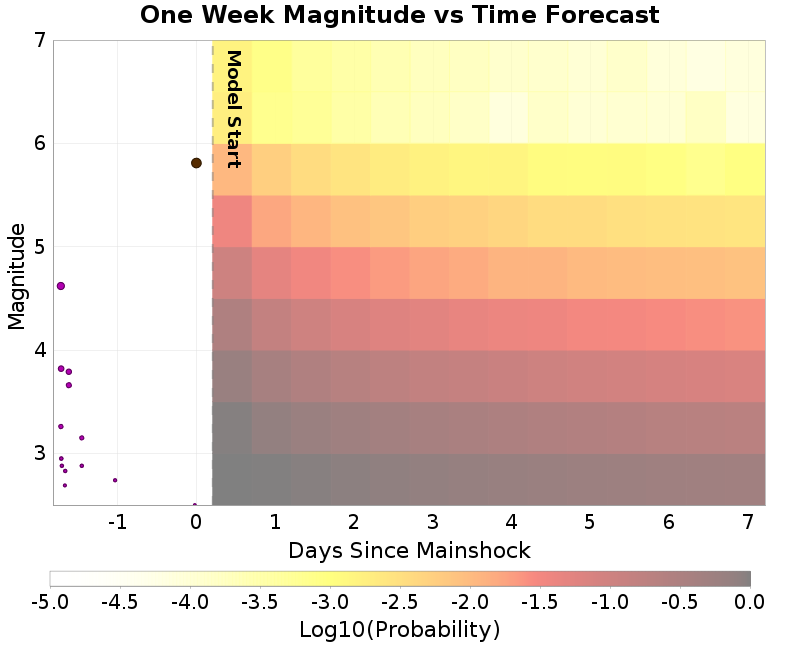 One Week Magnitude vs Time Forecast
Model Start
Magnitude
7
6
5
4
3
-1 0 1 2 3 4 5 6 7
Days Since Mainshock
-5.0 -4.5 -4.0 -3.5 -3.0 -2.5 -2.0 -1.5 -1.0 -0.5 0.0
Log10(Probability)